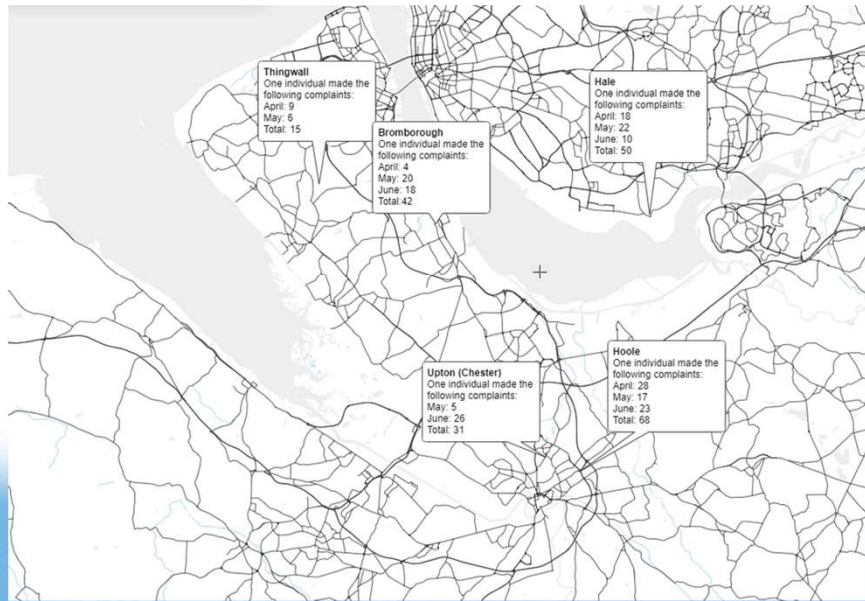 Thingwall
One individual made the
following complaints:
April: 9
May: 6
Total: 15
Hale
One individual made the
following complaints:
April: 18
May: 22
June: 10
Total: 50
Bromborough
One individual made the
following complaints:
April: 4
May: 20
June: 18
Total:42
Upton (Chester)
One individual made the
following complaints:
May: 5
June: 26
Total: 31
Hoole
One individual made the
following complaints:
April: 28
May: 17
June: 23
Total: 68